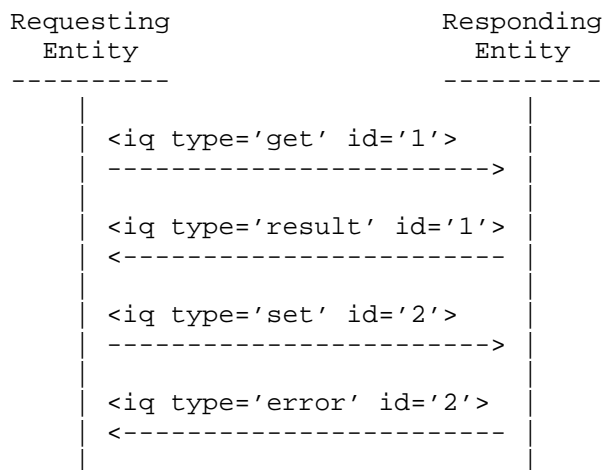 Requesting                 Responding
  Entity                     Entity
----------                 ----------
    |                           |
    | <iq type='get' id='1'>    |
    | ------------------------> |
    |                           |
    | <iq type='result' id='1'> |
    | <------------------------ |
    |                           |
    | <iq type='set' id='2'>    |
    | ------------------------> |
    |                           |
    | <iq type='error' id='2'>  |
    | <------------------------ |
    |                           |